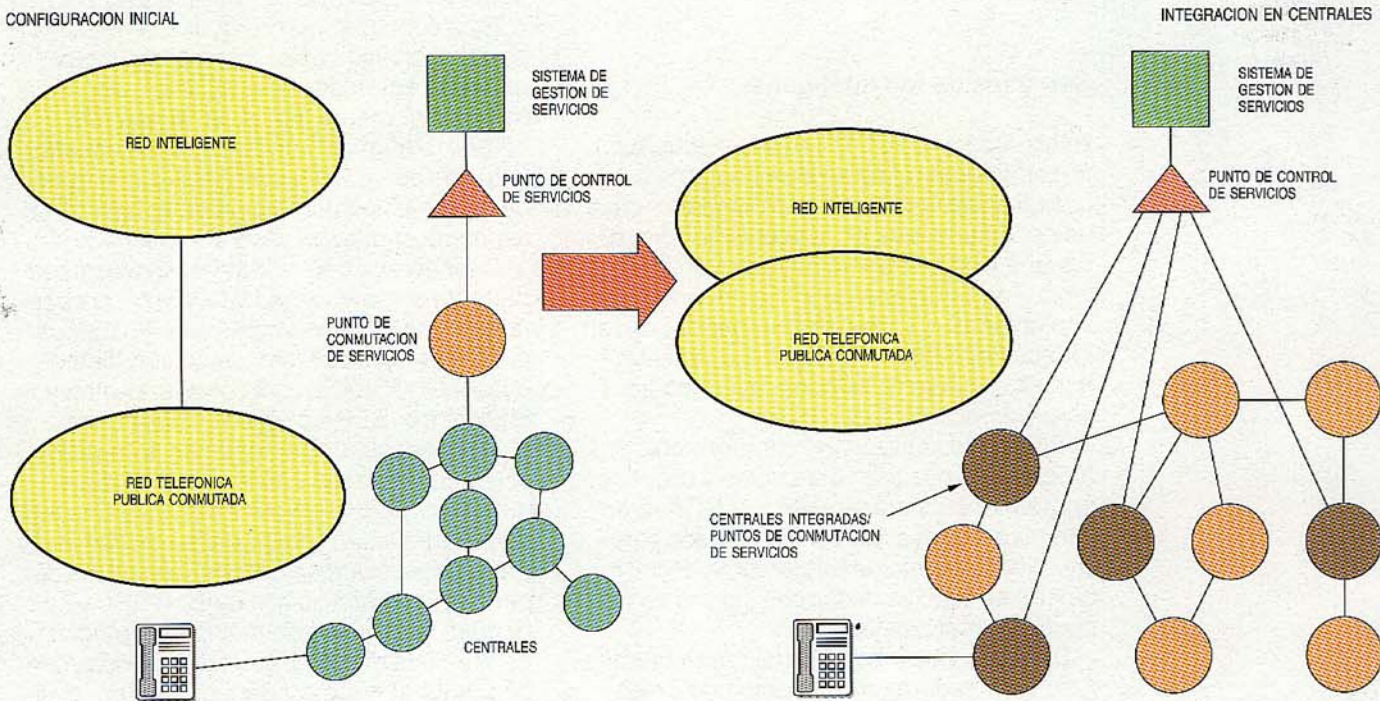 CONFIGURACION INICIAL
RED INTELIGENTE
RED TELEFONICA
PUBLICA CONMUTADA
SISTEMA DE
GESTION DE
SERVICIOS
PUNTO DE CONTROL
DE SERVICIOS
PUNTO DE
CONMUTACION
DE SERVICIOS
CENTRALES
INTEGRACION EN CENTRALES
RED INTELIGENTE
RED TELEFONICA
PUBLICA CONMUTADA
SISTEMA DE
GESTION DE
SERVICIOS
PUNTO DE CONTROL
DE SERVICIOS
CENTRALES INTEGRADAS/
PUNTOS DE CONMUTACION
DE SERVICIOS